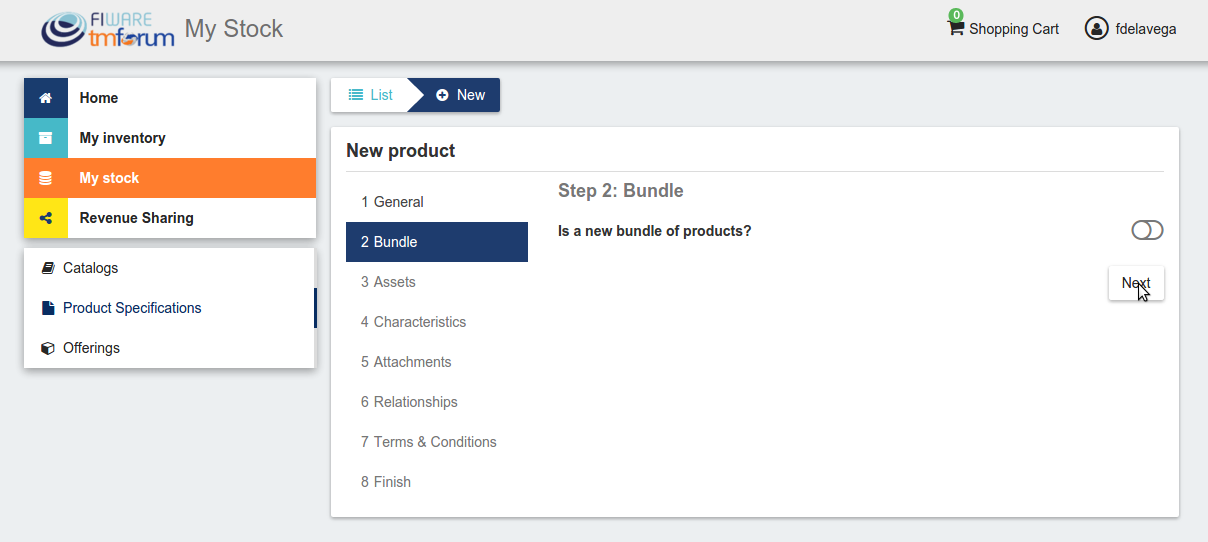 FIWARE
tmforum
My Stock
0
Shopping Cart
fdelavega
Home
My inventory
My stock
Revenue Sharing
Catalogs
Product Specifications
Offerings
List
New
New product
1 General
2 Bundle
3 Assets
4 Characteristics
5 Attachments
6 Relationships
7 Terms & Conditions
8 Finish
Step 2: Bundle
Is a new bundle of products?
Next